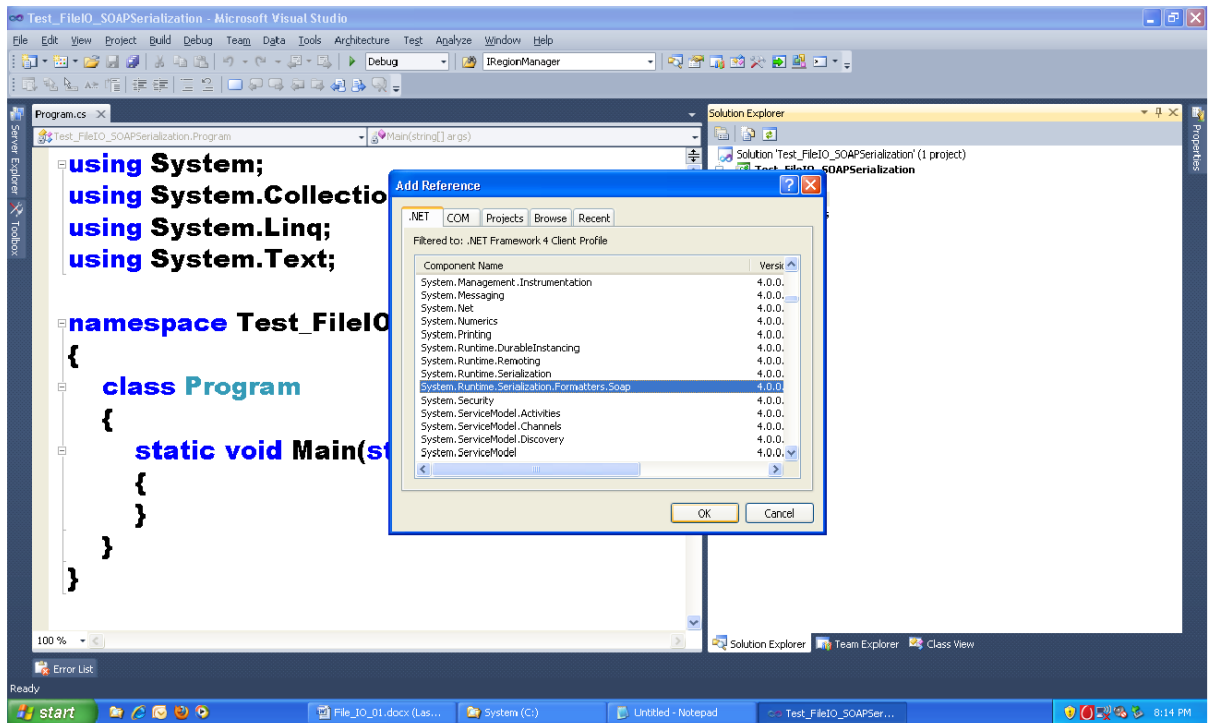 Test_FileIO_SOAPSerialization - Microsoft Visual Studio
File Edit View Project Build Debug Team Data Tools Architecture Test Analyze Window Help
Debug
IRegionManager
Program.cs
Test_FileIO_SOAPSerialization.Program
Main(string[] args)
using System;
using System.Collectio
using System.Linq;
using System.Text;
namespace Test_FileIO
{
class Program
{
static void Main(st
{
}
}
}
100 %
Server Explorer
Toolbox
Add Reference
.NET COM Projects Browse Recent
Filtered to: .NET Framework 4 Client Profile
Component Name Versic
System.Management.Instrumentation 4.0.0.
System.Messaging 4.0.0.
System.Net 4.0.0.
System.Numerics 4.0.0.
System.Printing 4.0.0.
System.Runtime.DurableInstancing 4.0.0.
System.Runtime.Remoting 4.0.0.
System.Runtime.Serialization 4.0.0.
System.Runtime.Serialization.Formatters.Soap 4.0.0.
System.Security 4.0.0.
System.ServiceModel.Activities 4.0.0.
System.ServiceModel.Channels 4.0.0.
System.ServiceModel.Discovery 4.0.0.
System.ServiceModel 4.0.0.
OK Cancel
Solution Explorer
Solution 'Test_FileIO_SOAPSerialization' (1 project)
Test_FileIO_SOAPSerialization
Properties
Solution Explorer Team Explorer Class View
Error List
Ready
start
File_IO_01.docx (Las...
System (C:)
Untitled - Notepad
Test_FileIO_SOAPSer...
8:14 PM